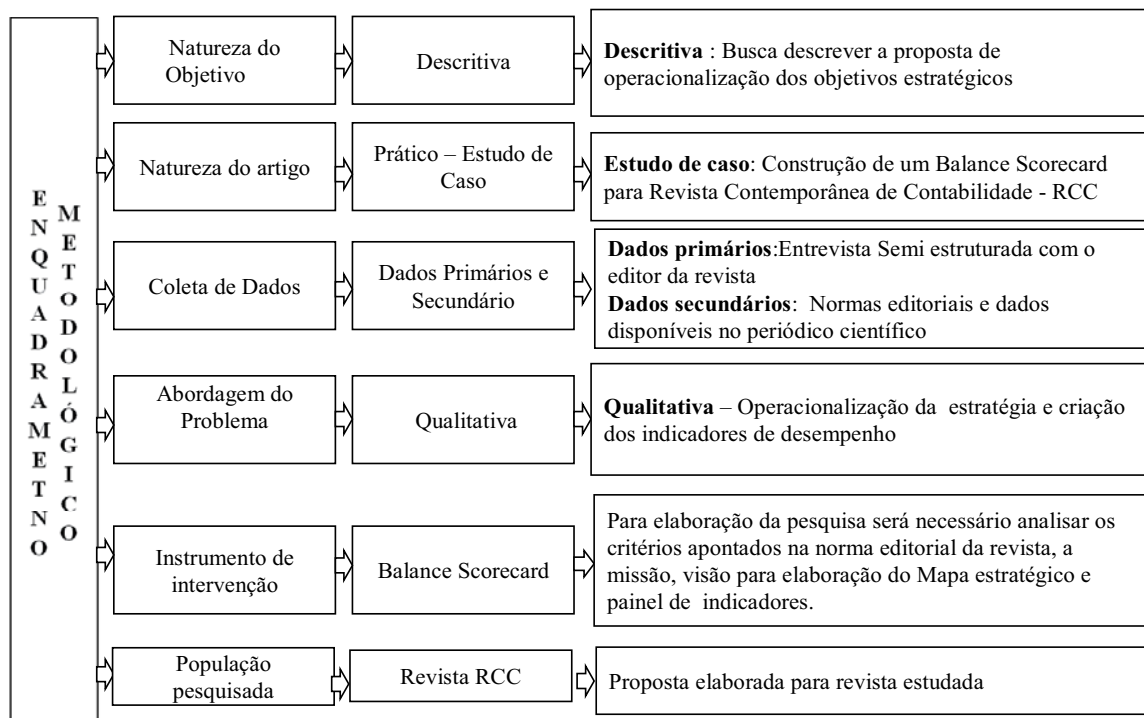 ENQUADRAMETNO
METODOLÓGICO
Natureza do
Objetivo
Descritiva
Descritiva : Busca descrever a proposta de
operacionalização dos objetivos estratégicos
Natureza do artigo
Prático – Estudo de
Caso
Estudo de caso: Construção de um Balance Scorecard
para Revista Contemporânea de Contabilidade - RCC
Coleta de Dados
Dados Primários e
Secundário
Dados primários:Entrevista Semi estruturada com o
editor da revista
Dados secundários: Normas editoriais e dados
disponíveis no periódico científico
Abordagem do
Problema
Qualitativa
Qualitativa – Operacionalização da estratégia e criação
dos indicadores de desempenho
Instrumento de
intervenção
Balance Scorecard
Para elaboração da pesquisa será necessário analisar os
critérios apontados na norma editorial da revista, a
missão, visão para elaboração do Mapa estratégico e
painel de indicadores.
População
pesquisada
Revista RCC
Proposta elaborada para revista estudada